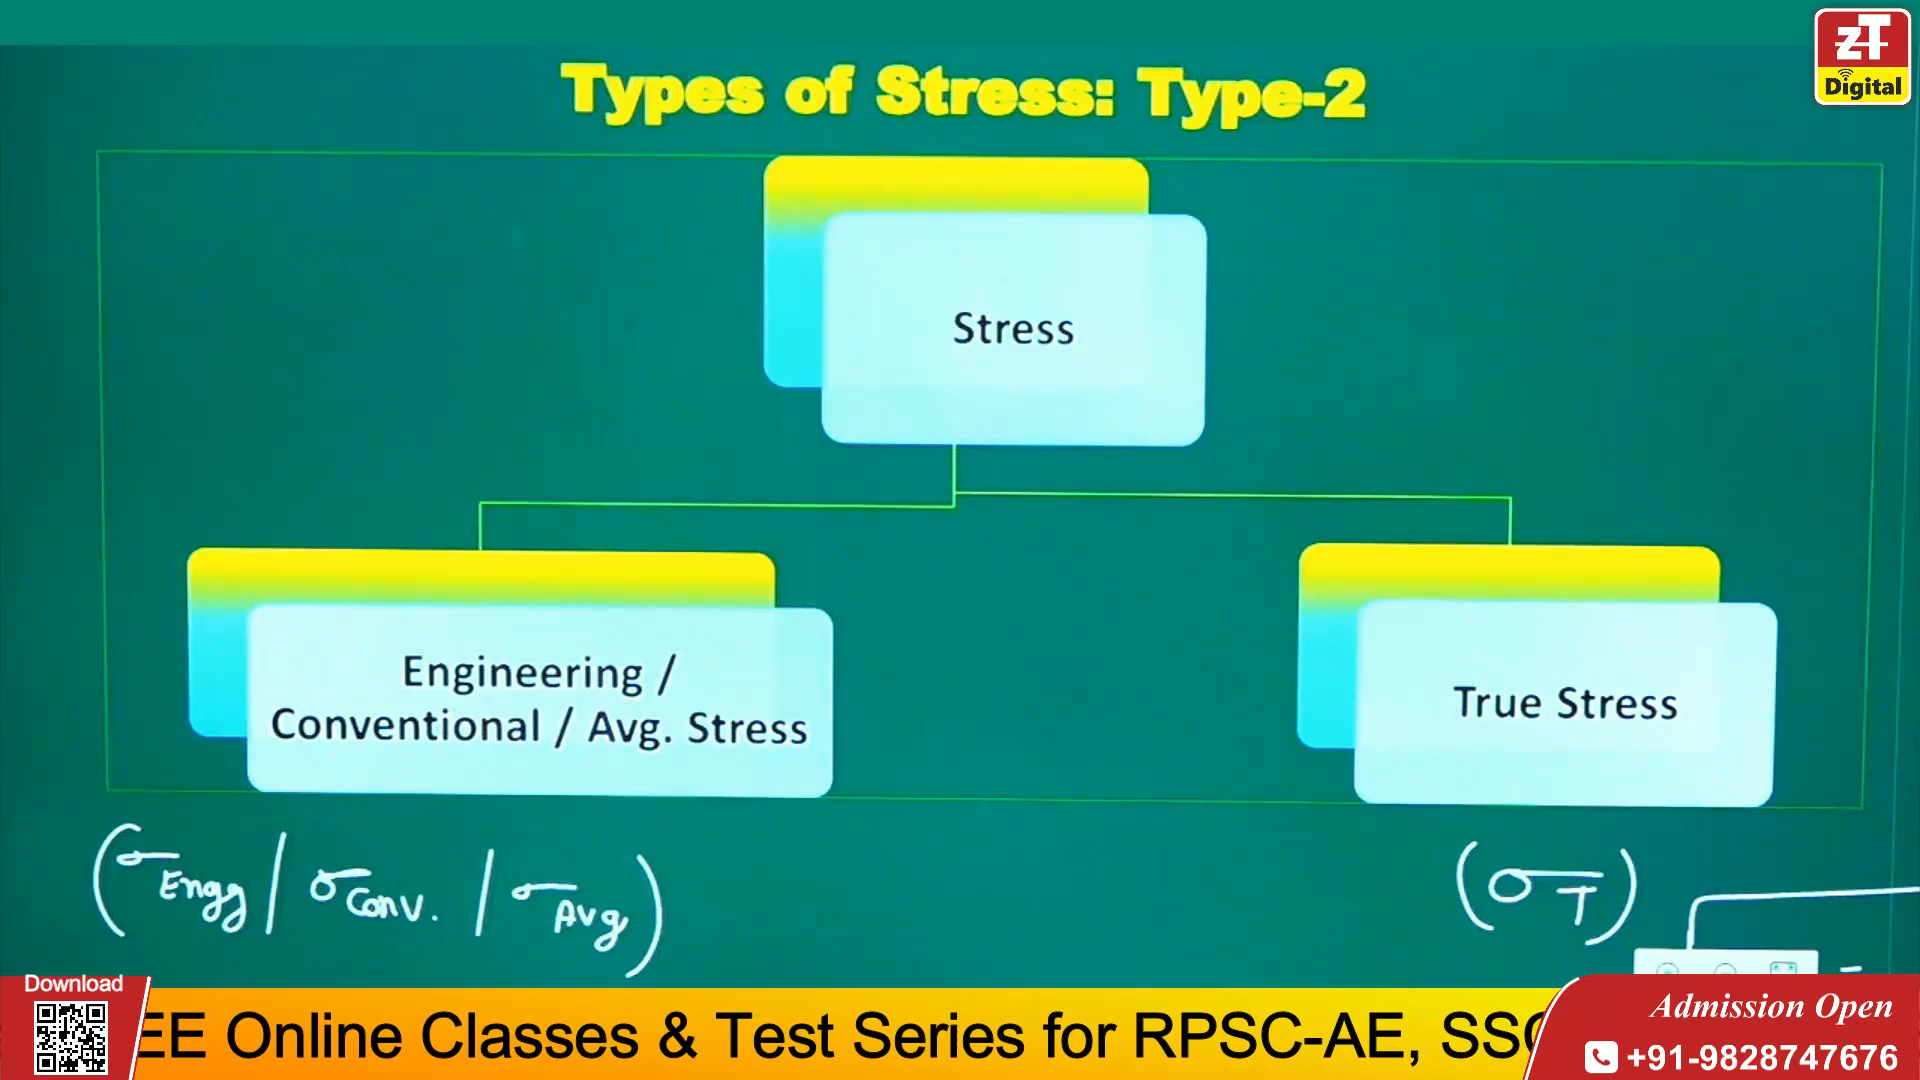 zT
Digital
Types of Stress: Type-2
Stress
Engineering /
Conventional / Avg. Stress
True Stress
(σEngg / σConv. / σAvg)
(σT)
Download
EE Online Classes & Test Series for RPSC-AE, SSC
Admission Open
+91-9828747676